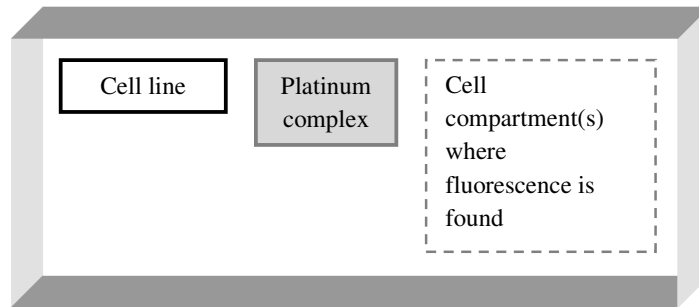 Cell line
Platinum
complex
Cell
compartment(s)
where
fluorescence is
found